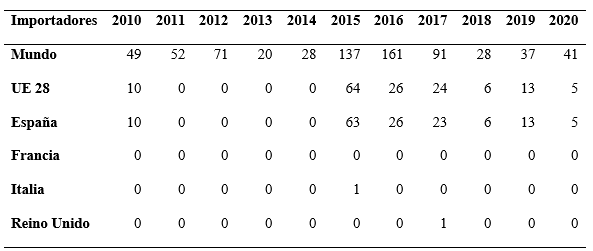 Importadores 2010 2011 2012 2013 2014 2015 2016 2017 2018 2019 2020
Mundo 49 52 71 20 28 137 161 91 28 37 41
UE 28 10 0 0 0 0 64 26 24 6 13 5
España 10 0 0 0 0 63 26 23 6 13 5
Francia 0 0 0 0 0 0 0 0 0 0 0
Italia 0 0 0 0 0 1 0 0 0 0 0
Reino Unido 0 0 0 0 0 0 0 1 0 0 0